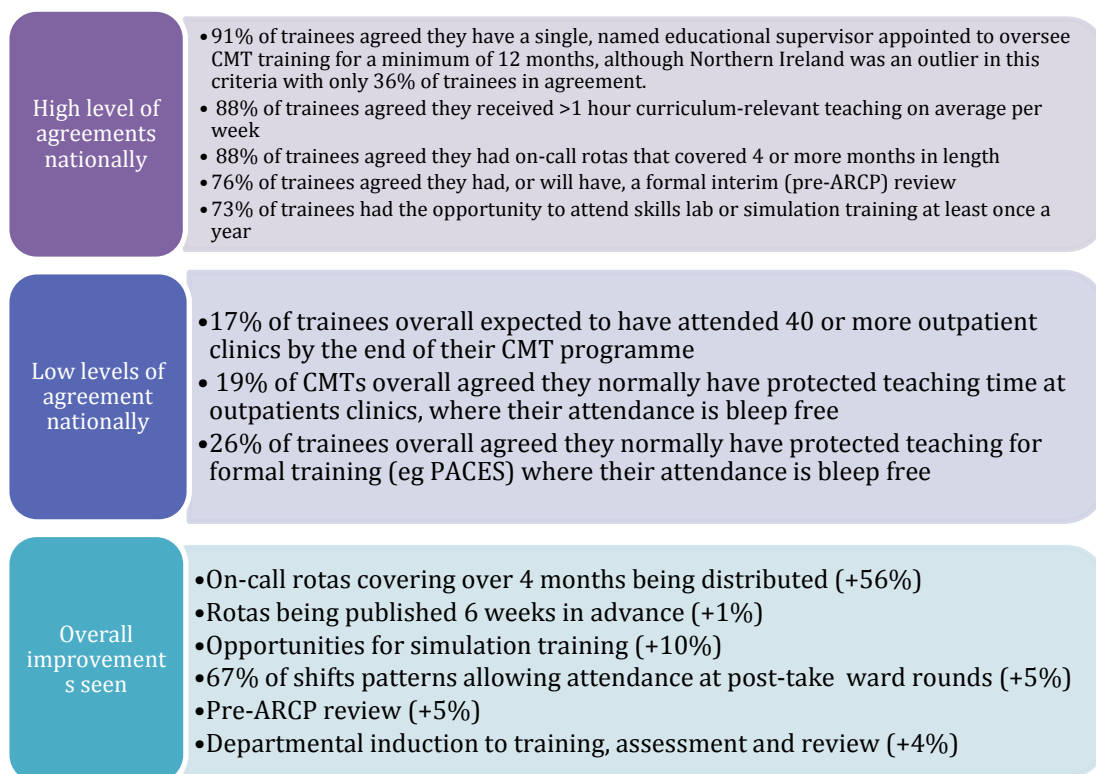 High level of
agreements
nationally
•91% of trainees agreed they have a single, named educational supervisor appointed to oversee
CMT training for a minimum of 12 months, although Northern Ireland was an outlier in this
criteria with only 36% of trainees in agreement.
• 88% of trainees agreed they received >1 hour curriculum-relevant teaching on average per
week
•88% of trainees agreed they had on-call rotas that covered 4 or more months in length
•76% of trainees agreed they had, or will have, a formal interim (pre-ARCP) review
•73% of trainees had the opportunity to attend skills lab or simulation training at least once a
year
Low levels of
agreement
nationally
•17% of trainees overall expected to have attended 40 or more outpatient
clinics by the end of their CMT programme
• 19% of CMTs overall agreed they normally have protected teaching time at
outpatients clinics, where their attendance is bleep free
•26% of trainees overall agreed they normally have protected teaching for
formal training (eg PACES) where their attendance is bleep free
Overall
improvement
s seen
•On-call rotas covering over 4 months being distributed (+56%)
•Rotas being published 6 weeks in advance (+1%)
•Opportunities for simulation training (+10%)
•67% of shifts patterns allowing attendance at post-take ward rounds (+5%)
•Pre-ARCP review (+5%)
•Departmental induction to training, assessment and review (+4%)